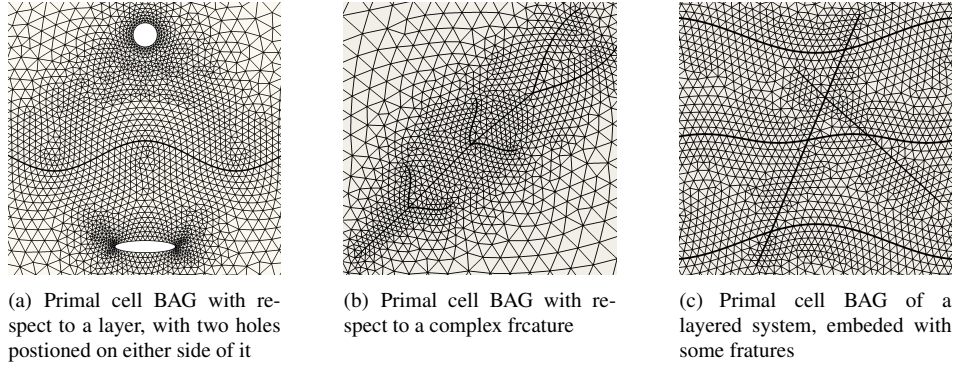 (a) Primal cell BAG with re-
spect to a layer, with two holes
postioned on either side of it
(b) Primal cell BAG with re-
spect to a complex frcature
(c) Primal cell BAG of a
layered system, embeded with
some fratures